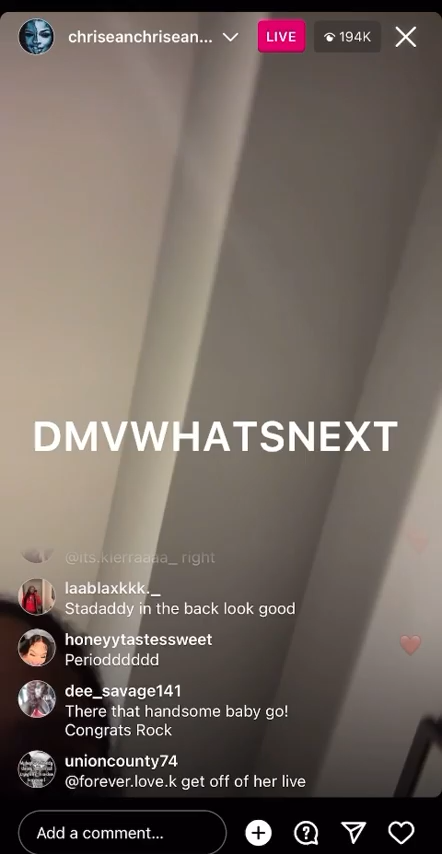 chriseanchrisean...
LIVE
194K
DMVWHATSNEXT
@its.kierraaaa_ right
laablaxkkk._
Stadaddy in the back look good
honeyytastessweet
Perioddddddd
dee_savage141
There that handsome baby go!
Congrats Rock
unioncounty74
@forever.love.k get off of her live
Add a comment...